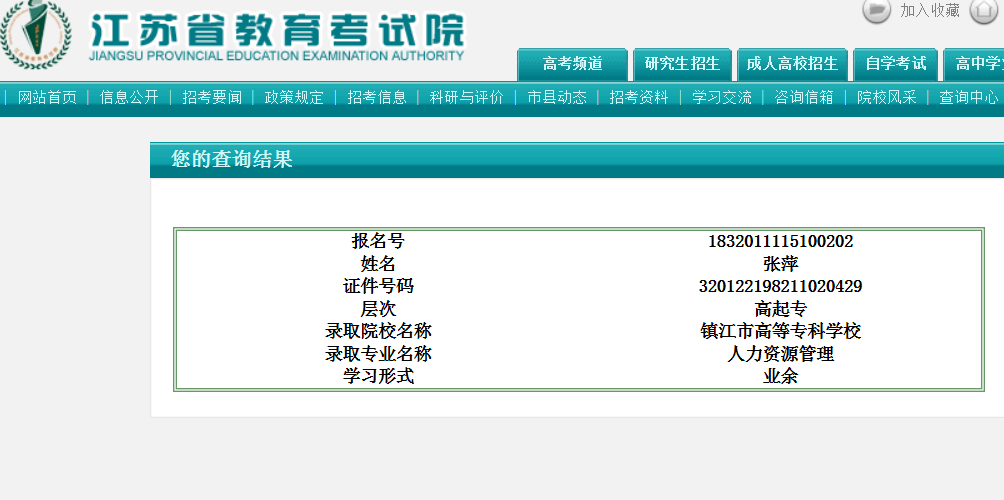 江苏省教育考试院
JIANGSU PROVINCIAL EDUCATION EXAMINATION AUTHORITY
加入收藏
高考频道 研究生招生 成人高校招生 自学考试 高中学
网站首页 | 信息公开 | 招考要闻 | 政策规定 | 招考信息 | 科研与评价 | 市县动态 | 招考资料 | 学习交流 | 咨询信箱 | 院校风采 | 查询中心
您的查询结果
报名号 1832011115100202
姓名 张萍
证件号码 320122198211020429
层次 高起专
录取院校名称 镇江市高等专科学校
录取专业名称 人力资源管理
学习形式 业余